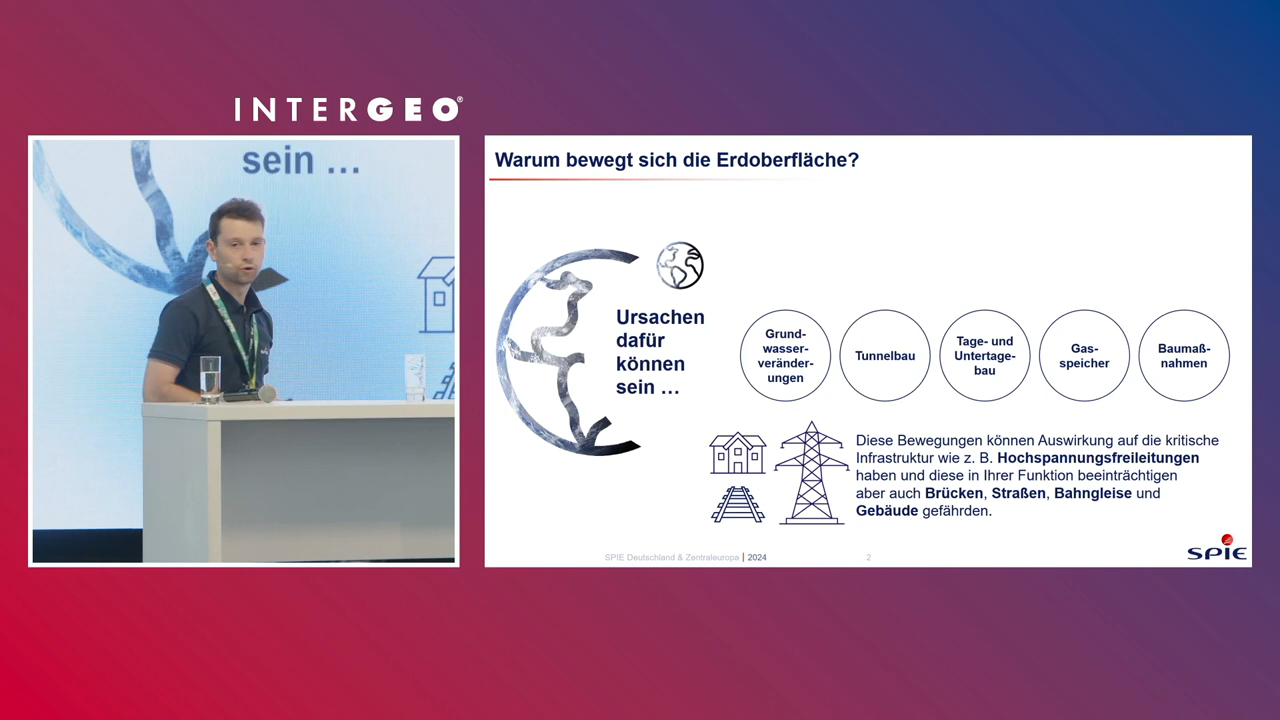 INTERGEO®
sein ...
Warum bewegt sich die Erdoberfläche?
Ursachen
dafür
können
sein ...
Grund-
wasser-
veränder-
ungen
Tunnelbau
Tage- und
Untertage-
bau
Gas-
speicher
Baumaß-
nahmen
Diese Bewegungen können Auswirkung auf die kritische
Infrastruktur wie z. B. Hochspannungsfreileitungen
haben und diese in Ihrer Funktion beeinträchtigen
aber auch Brücken, Straßen, Bahngleise und
Gebäude gefährden.
SPIE Deutschland & Zentraleuropa | 2024
2
SPIE